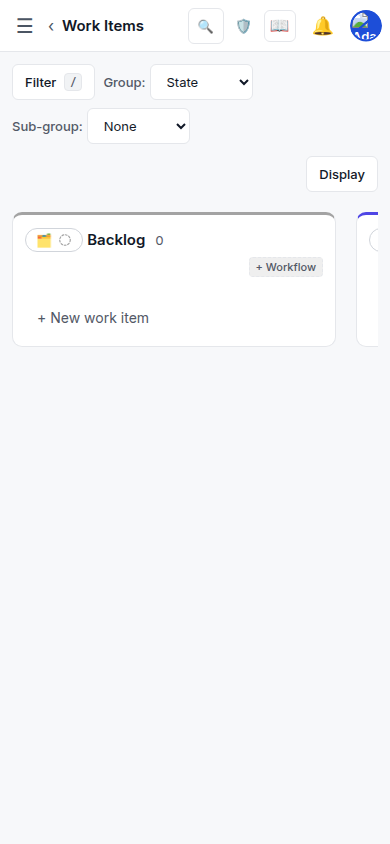 Work Items
Filter /
Group: State
Sub-group: None
Display
Backlog 0
+ Workflow
+ New work item